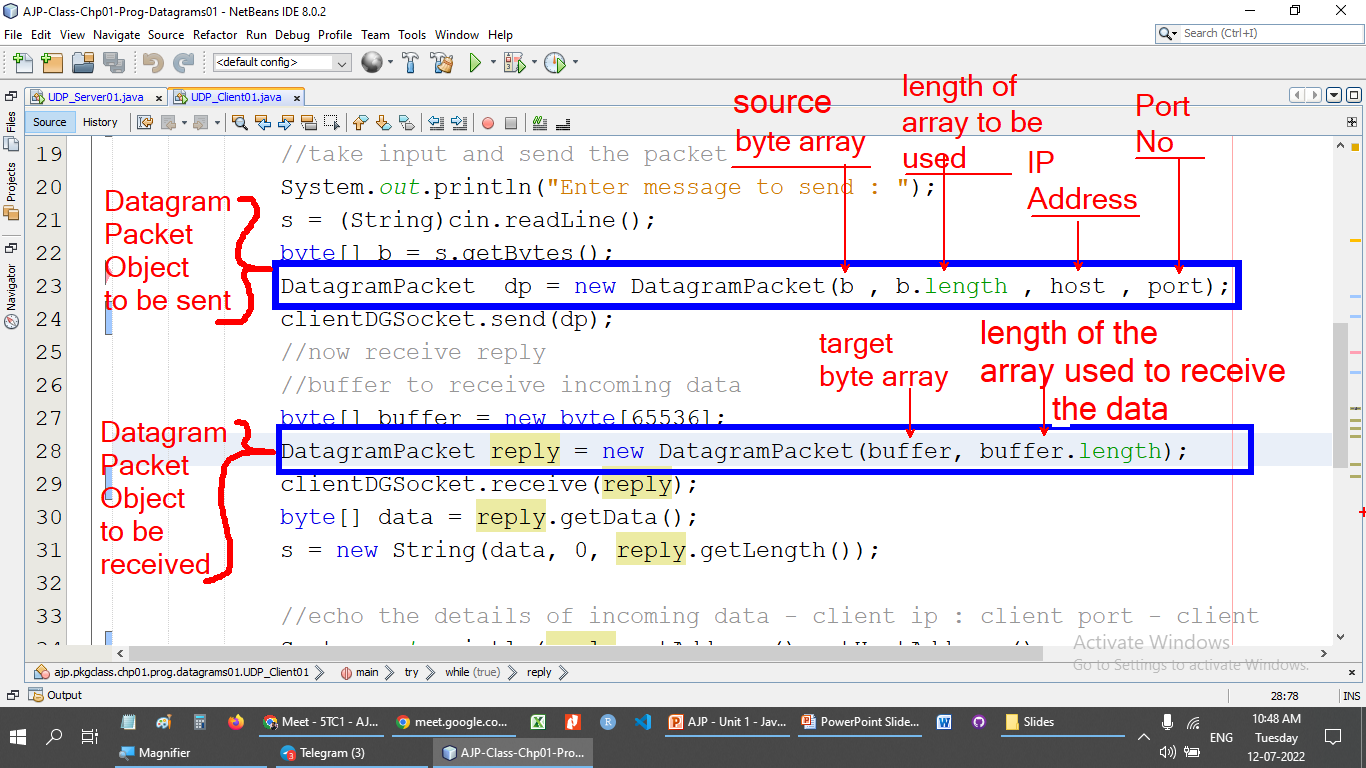 AJP-Class-Chp01-Prog-Datagrams01 - NetBeans IDE 8.0.2
File Edit View Navigate Source Refactor Run Debug Profile Team Tools Window Help
Search (Ctrl+I)
<default config>
UDP_Server01.java x UDP_Client01.java x
Source History
Files
Projects
Navigator
source
byte array
length of
array to be
used
IP
Address
Port
No
19 //take input and send the packet
20 System.out.println("Enter message to send : ");
21 s = (String)cin.readLine();
22 byte[] b = s.getBytes();
23 DatagramPacket dp = new DatagramPacket(b , b.length , host , port);
24 clientDGSocket.send(dp);
25 //now receive reply
26 //buffer to receive incoming data
27 byte[] buffer = new byte[65536];
28 DatagramPacket reply = new DatagramPacket(buffer, buffer.length);
29 clientDGSocket.receive(reply);
30 byte[] data = reply.getData();
31 s = new String(data, 0, reply.getLength());
32
33 //echo the details of incoming data - client ip : client port - client
Datagram
Packet
Object
to be sent
target
byte array
length of the
array used to receive
the data
Datagram
Packet
Object
to be
received
Activate Windows
Go to Settings to activate Windows.
ajp.pkgclass.chp01.prog.datagrams01.UDP_Client01 main try while (true) reply
Output
28:78 INS
Meet - 5TC1 - AJ... meet.google.co... AJP - Unit 1 - Jav... PowerPoint Slide... Slides
Magnifier Telegram (3) AJP-Class-Chp01-Pro...
ENG
10:48 AM
Tuesday
12-07-2022